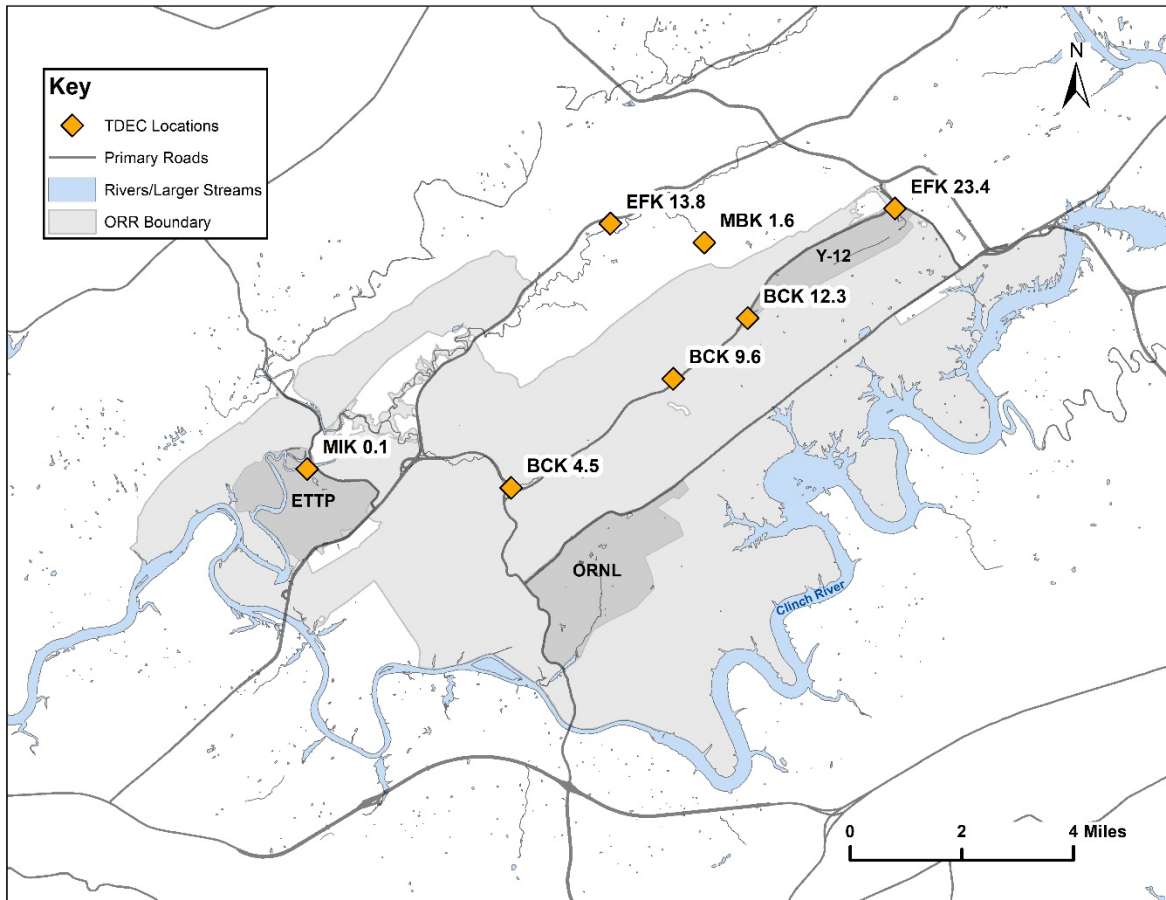 N
Key
TDEC Locations
Primary Roads
Rivers/Larger Streams
ORR Boundary
EFK 23.4
EFK 13.8
MBK 1.6
Y-12
BCK 12.3
BCK 9.6
MIK 0.1
BCK 4.5
ETTP
ORNL
Clinch River
0 2 4 Miles